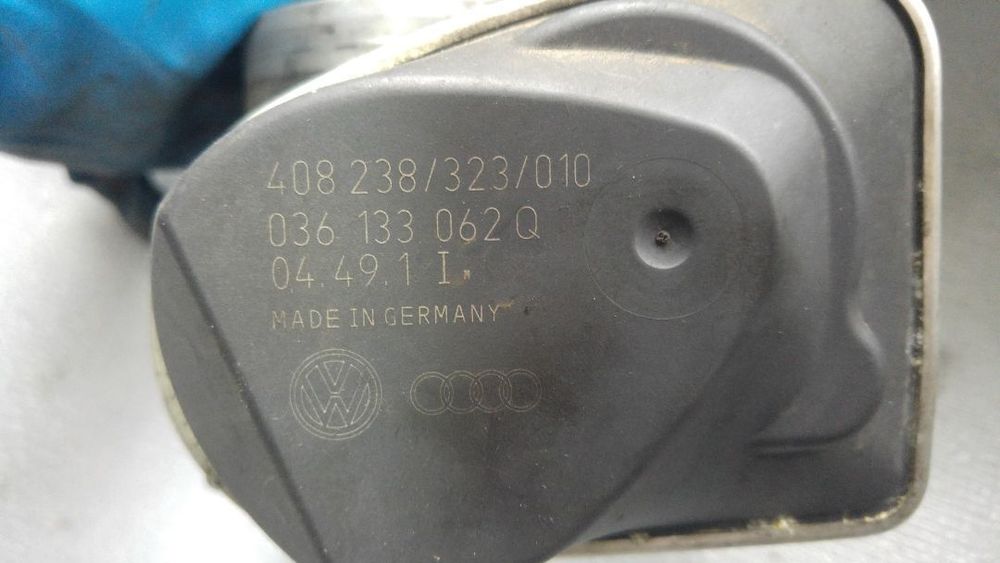 408 238/323/010
036 133 062 Q
04.49.1 I
MADE IN GERMANY